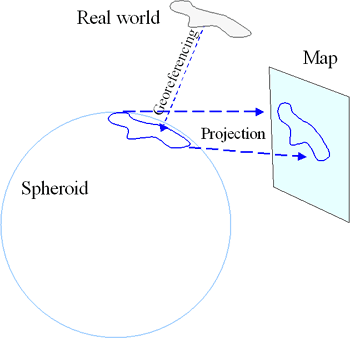 Real world
Georeferencing
Map
Projection
Spheroid